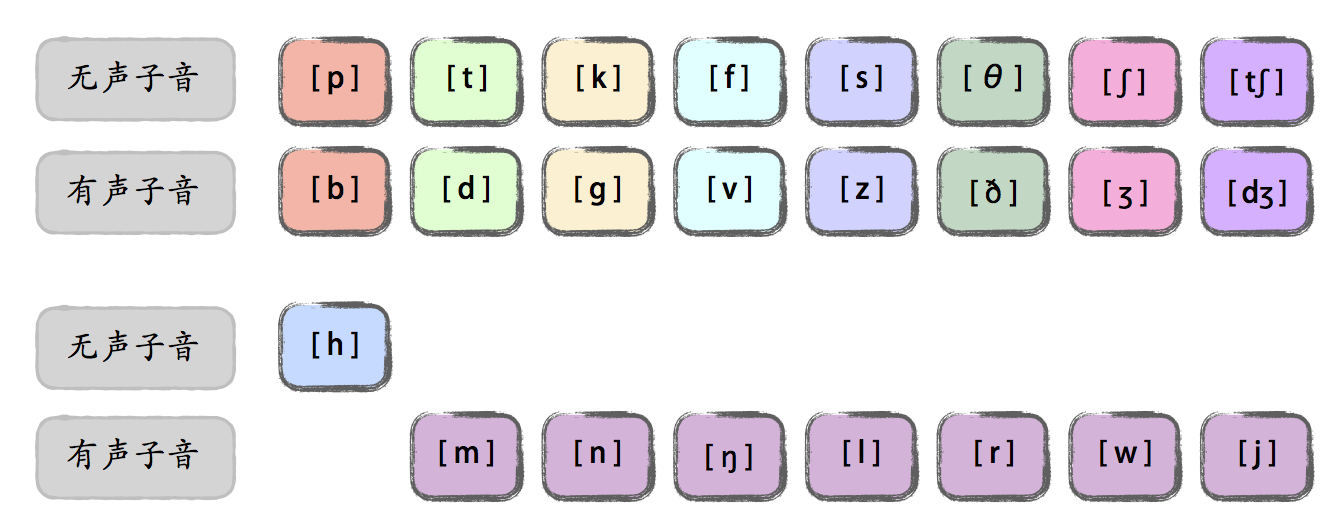 无声子音 [p] [t] [k] [f] [s] [θ] [ʃ] [tʃ]
有声子音 [b] [d] [g] [v] [z] [ð] [ʒ] [dʒ]
无声子音 [h]
有声子音 [m] [n] [ŋ] [l] [r] [w] [j]